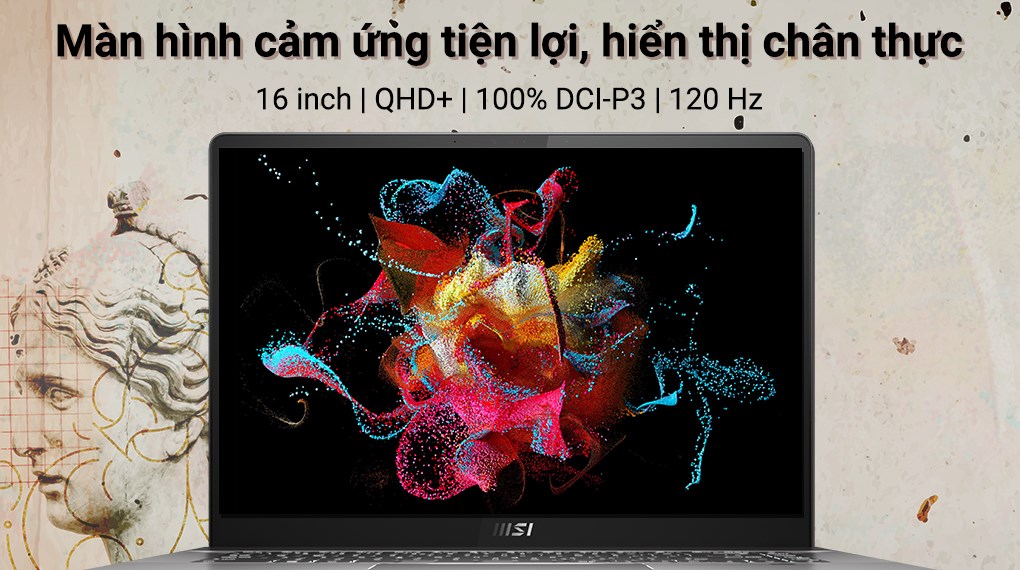 Màn hình cảm ứng tiện lợi, hiển thị chân thực
16 inch | QHD+ | 100% DCI-P3 | 120 Hz
msi